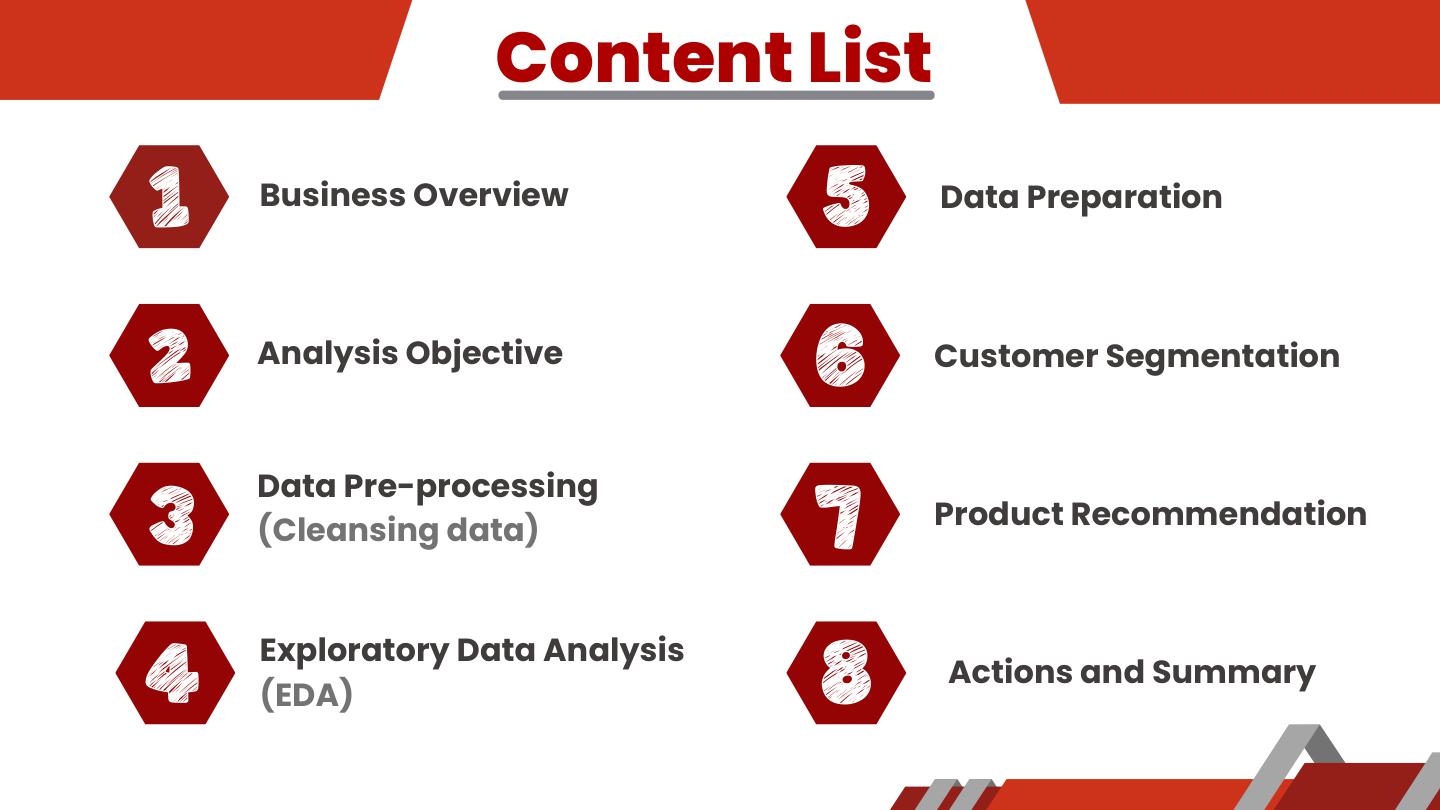 Content List
1
Business Overview
2
Analysis Objective
3
Data Pre-processing
(Cleansing data)
4
Exploratory Data Analysis
(EDA)
5
Data Preparation
6
Customer Segmentation
7
Product Recommendation
8
Actions and Summary